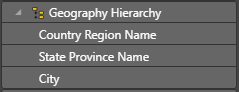 Geography Hierarchy
Country Region Name
State Province Name
City